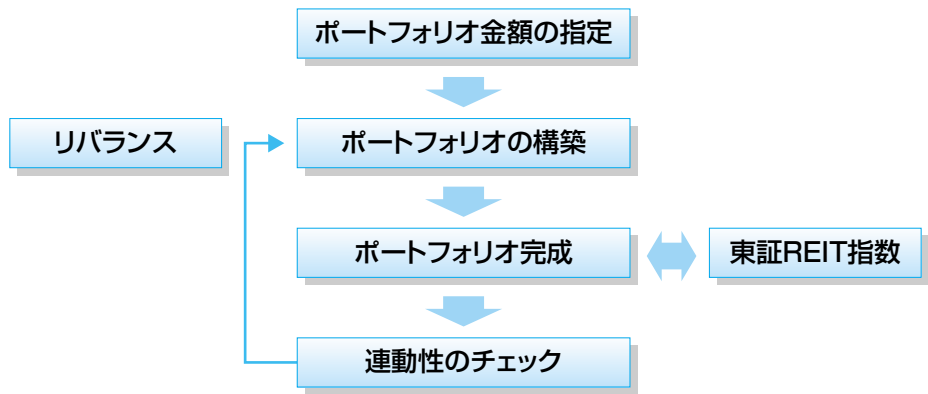 ポートフォリオ金額の指定
リバランス
ポートフォリオの構築
ポートフォリオ完成
東証REIT指数
連動性のチェック